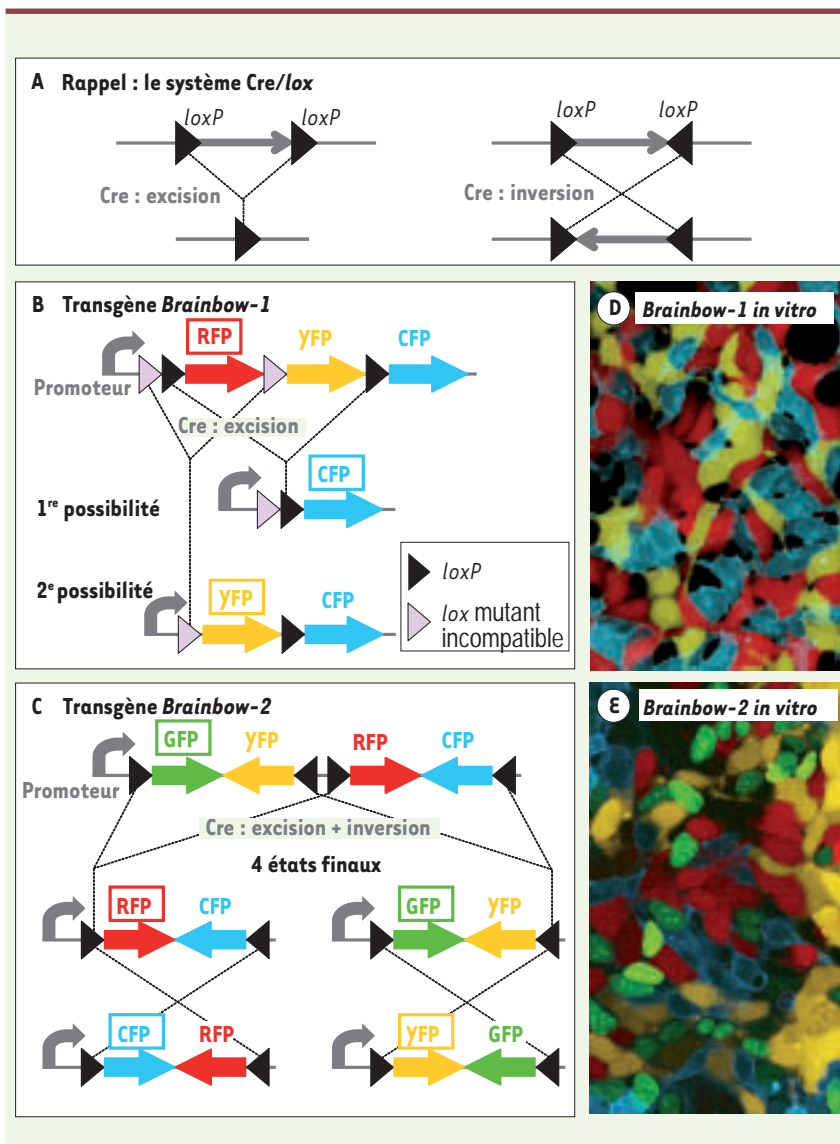 A Rappel : le système Cre/lox
loxP loxP loxP loxP
Cre : excision Cre : inversion
B Transgène Brainbow-1
RFP YFP CFP
Promoteur
Cre : excision
CFP
1re possibilité
2e possibilité
YFP CFP
loxP
lox mutant
incompatible
D Brainbow-1 in vitro
C Transgène Brainbow-2
GFP YFP RFP CFP
Promoteur
Cre : excision + inversion
4 états finaux
RFP CFP GFP YFP
CFP RFP YFP GFP
E Brainbow-2 in vitro